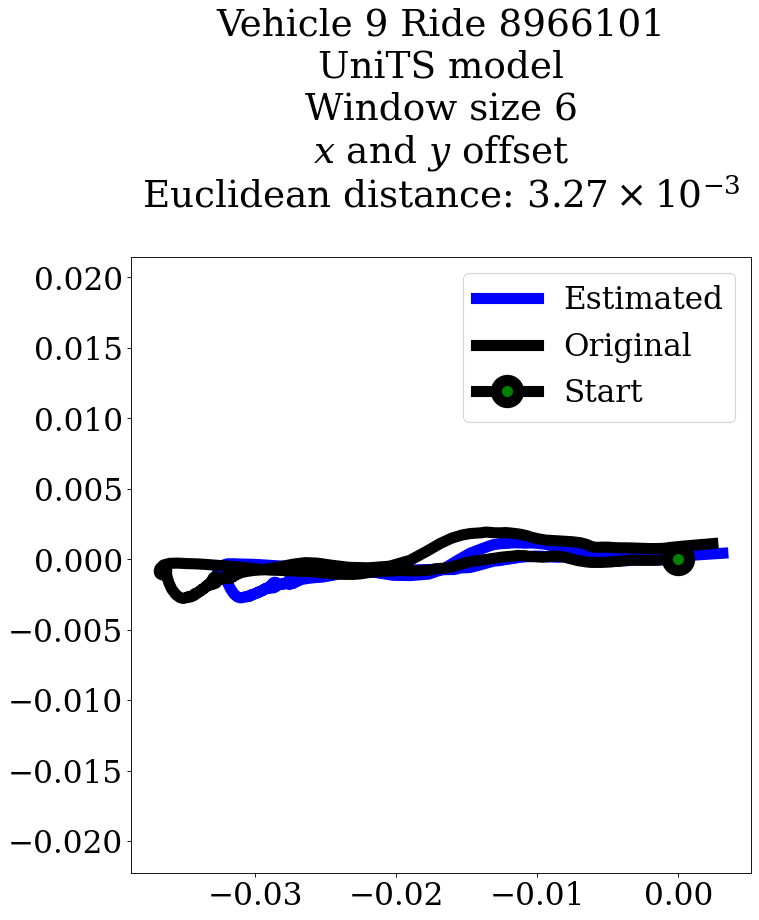 Vehicle 9 Ride 8966101
UniTS model
Window size 6
x and y offset
Euclidean distance: 3.27 × 10⁻³
Estimated
Original
Start
0.020
0.015
0.010
0.005
0.000
−0.005
−0.010
−0.015
−0.020
−0.03 −0.02 −0.01 0.00